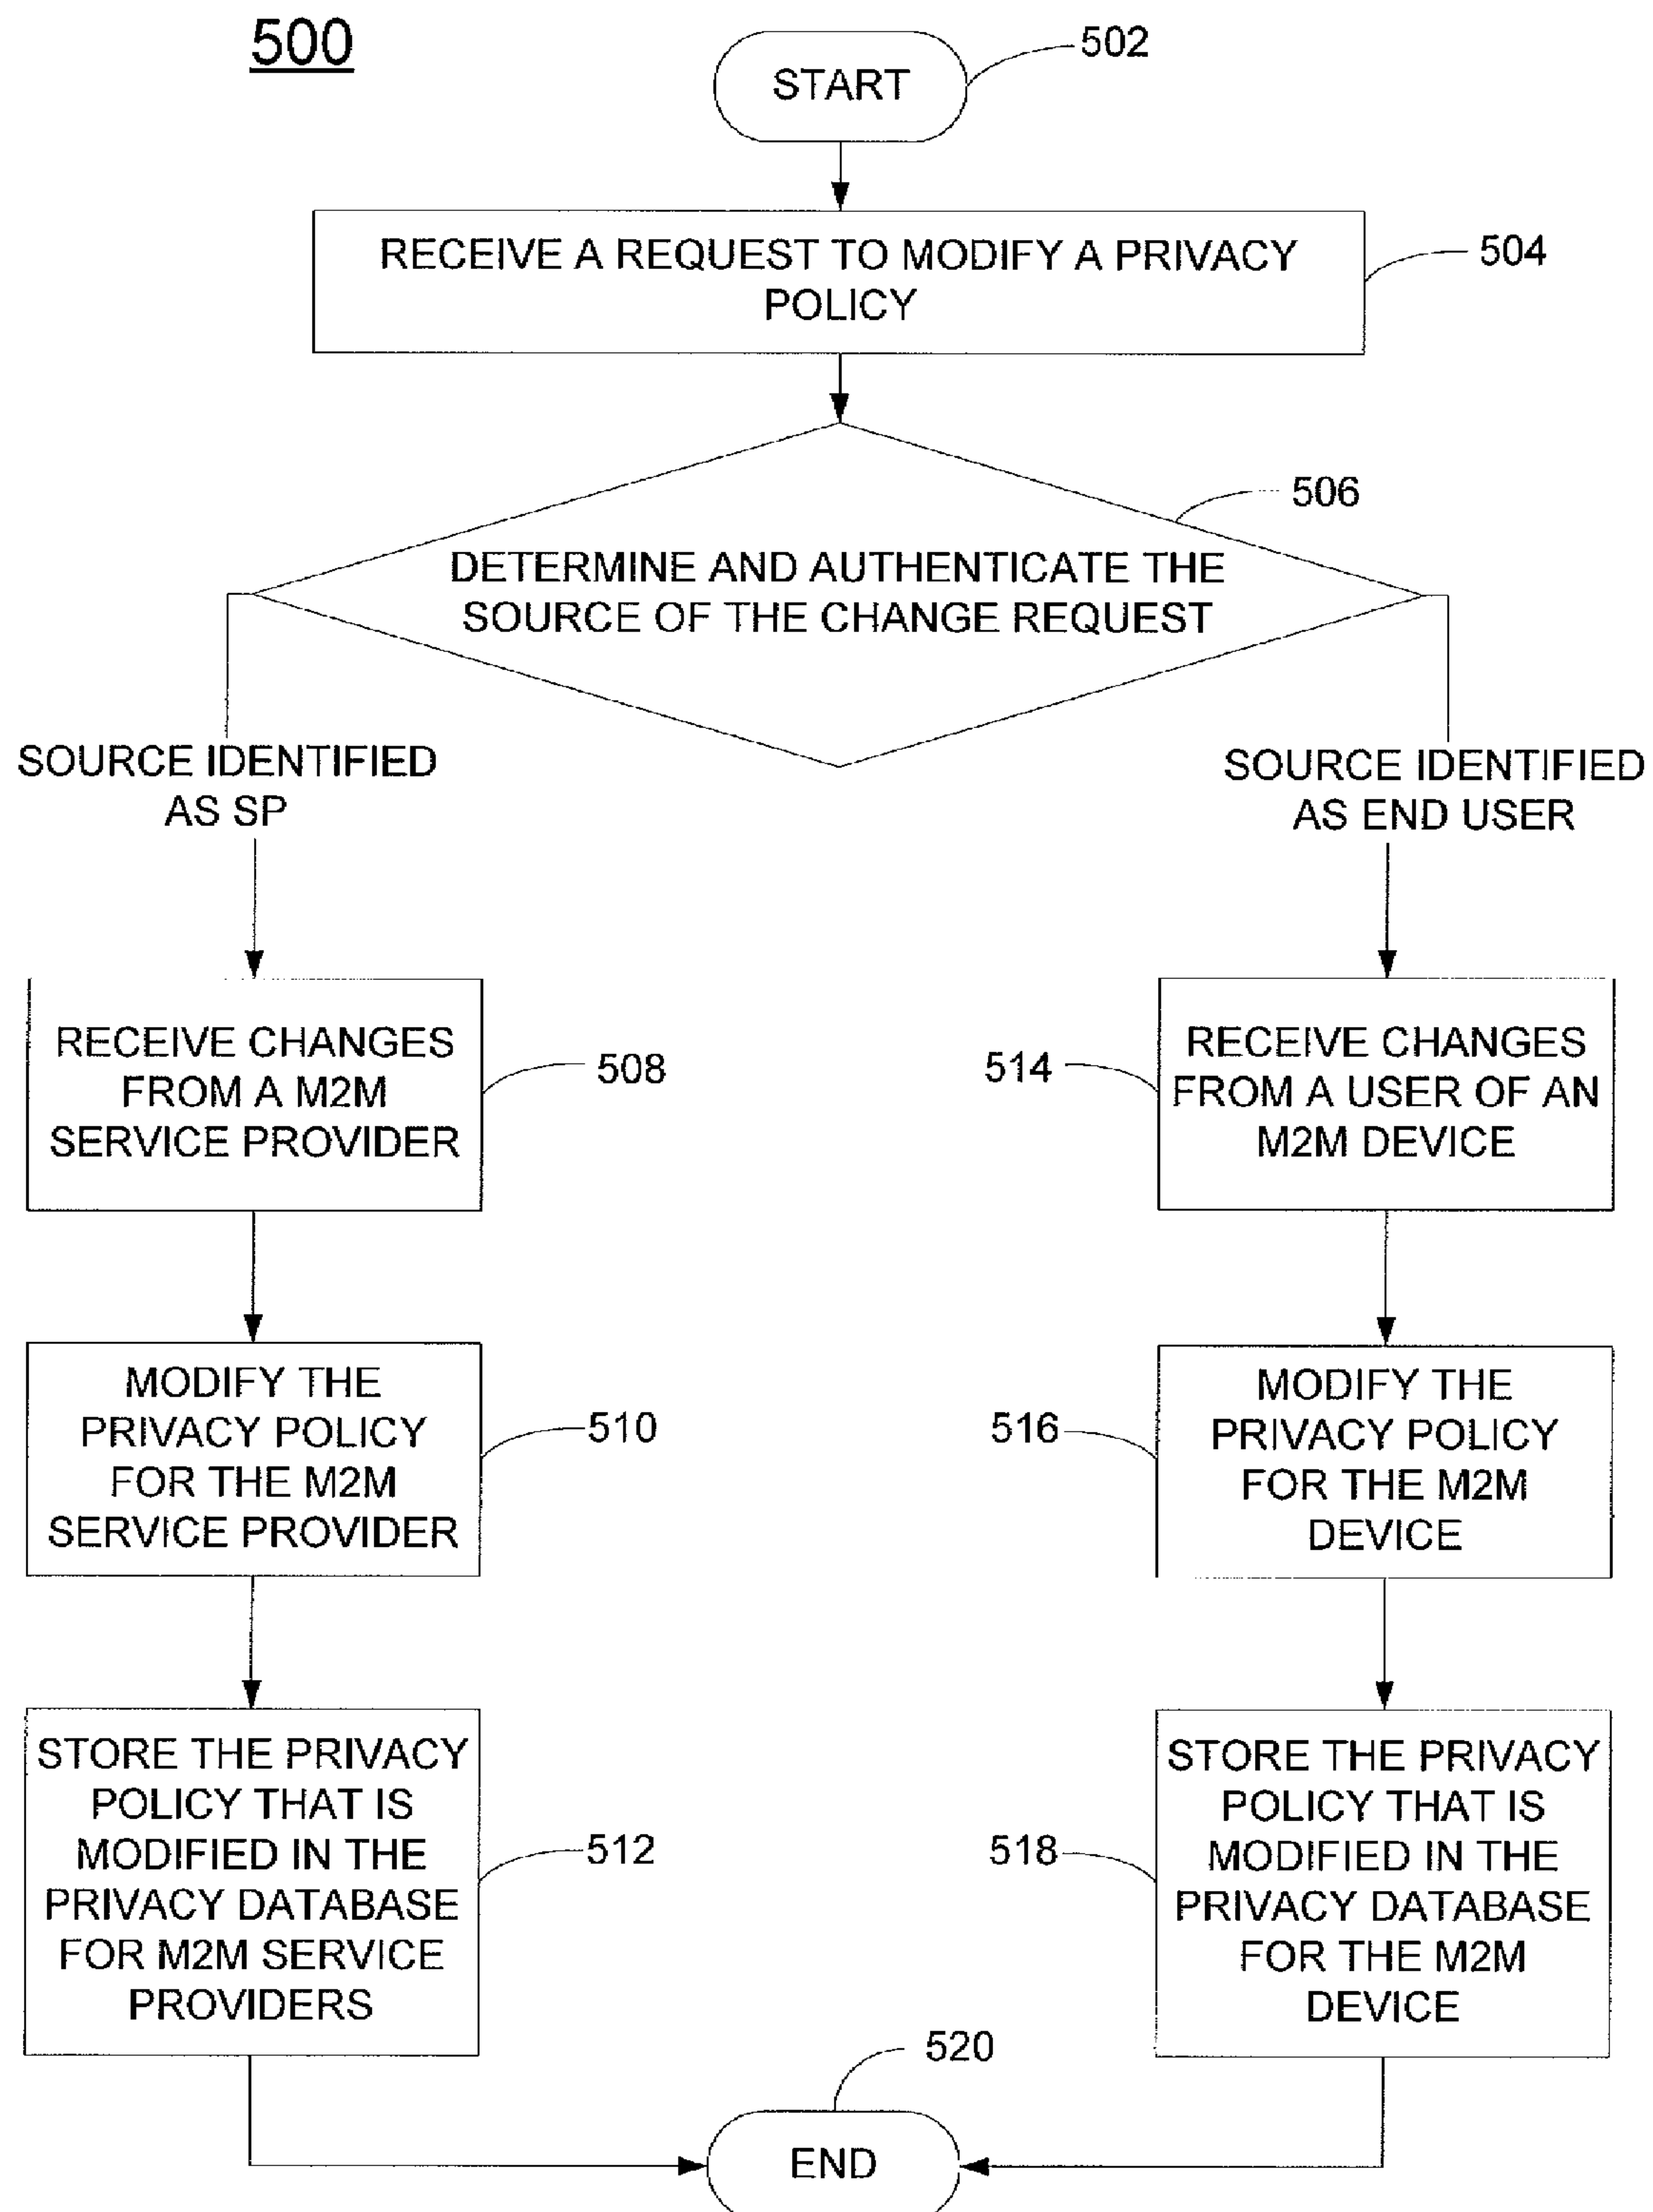 500
START
502
RECEIVE A REQUEST TO MODIFY A PRIVACY
POLICY
504
506
DETERMINE AND AUTHENTICATE THE
SOURCE OF THE CHANGE REQUEST
SOURCE IDENTIFIED
AS SP
SOURCE IDENTIFIED
AS END USER
RECEIVE CHANGES
FROM A M2M
SERVICE PROVIDER
508
514
RECEIVE CHANGES
FROM A USER OF AN
M2M DEVICE
MODIFY THE
PRIVACY POLICY
FOR THE M2M
SERVICE PROVIDER
510
516
MODIFY THE
PRIVACY POLICY
FOR THE M2M
DEVICE
STORE THE PRIVACY
POLICY THAT IS
MODIFIED IN THE
PRIVACY DATABASE
FOR M2M SERVICE
PROVIDERS
512
518
STORE THE PRIVACY
POLICY THAT IS
MODIFIED IN THE
PRIVACY DATABASE
FOR THE M2M
DEVICE
520
END